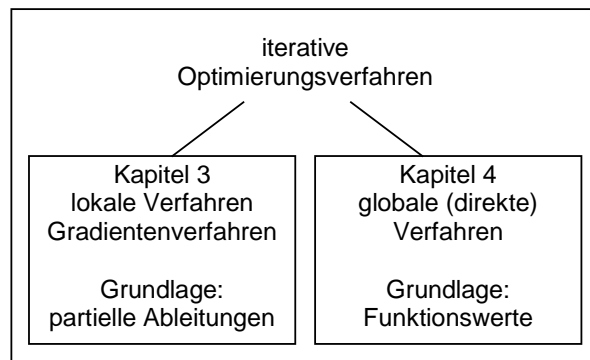 iterative
Optimierungsverfahren
Kapitel 3
lokale Verfahren
Gradientenverfahren
Grundlage:
partielle Ableitungen
Kapitel 4
globale (direkte)
Verfahren
Grundlage:
Funktionswerte